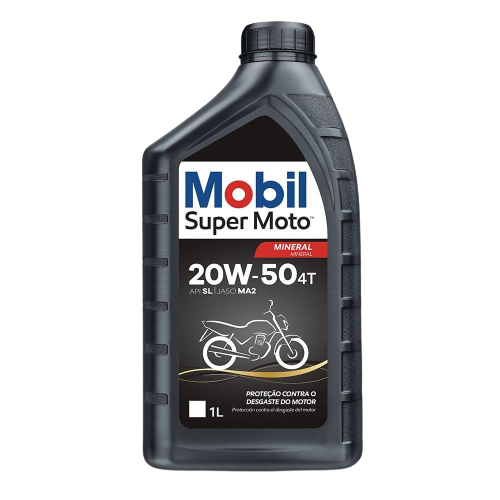 Mobil
Super Moto™
MINERAL
MINERAL
20W-50 4T
API SL | JASO MA2
PROTEÇÃO CONTRA O
DESGASTE DO MOTOR
Protección contra el desgaste del motor
1L